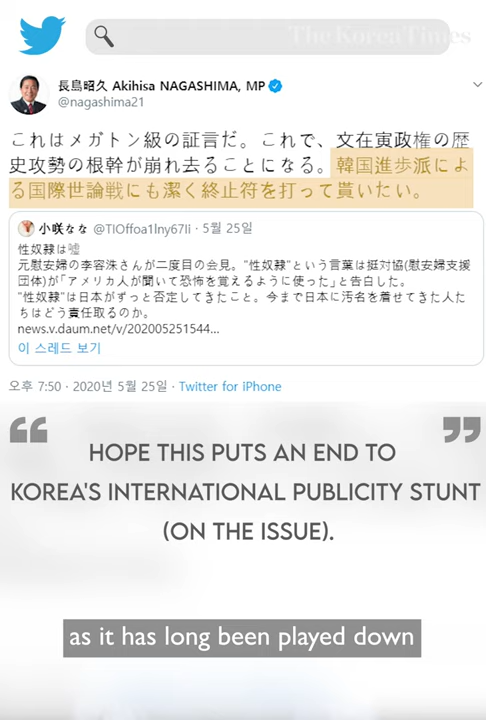 The Korea Times
長島昭久 Akihisa NAGASHIMA, MP
@nagashima21
これはメガトン級の証言だ。これで、文在寅政権の歴
史攻勢の根幹が崩れ去ることになる。韓国進歩派によ
る国際世論戦にも潔く終止符を打って貰いたい。
小咲なな @TIOffoa1lny67Ii · 5월 25일
性奴隷は嘘
元慰安婦の李容洙さんが二度目の会見。"性奴隷"という言葉は挺対協(慰安婦支援
団体)が「アメリカ人が聞いて恐怖を覚えるように使った」と告白した。
"性奴隷"は日本がずっと否定してきたこと。今まで日本に汚名を着せてきた人た
ちはどう責任取るのか。
news.v.daum.net/v/202005251544...
이 스레드 보기
오후 7:50 · 2020년 5월 25일 · Twitter for iPhone
“ ”
HOPE THIS PUTS AN END TO
KOREA'S INTERNATIONAL PUBLICITY STUNT
(ON THE ISSUE).
as it has long been played down